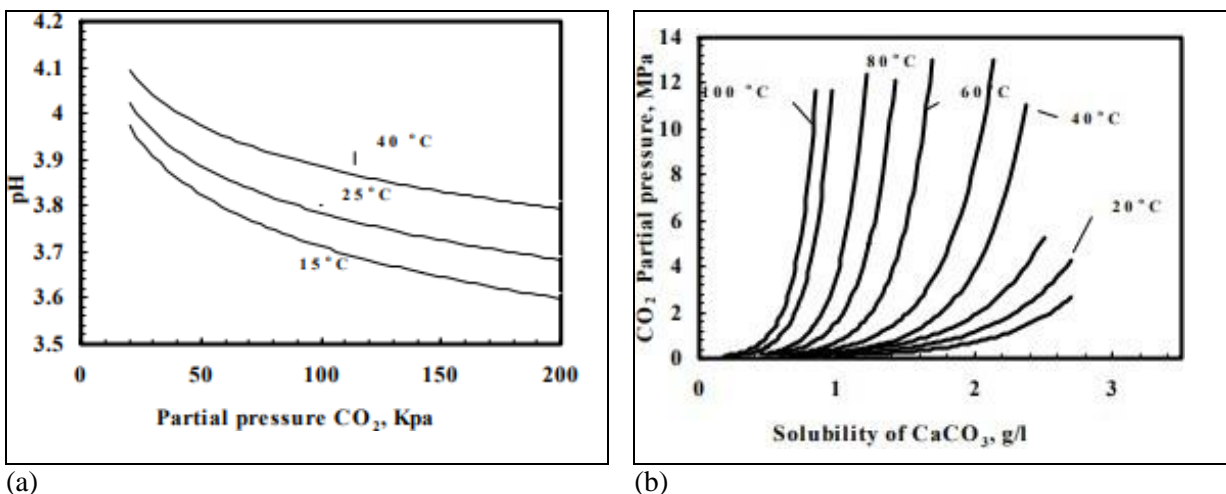 4.2
4.1
4
3.9
3.8
3.7
3.6
3.5
pH
40 °C
25°C
15°C
0
50
100
150
200
Partial pressure CO₂, Kpa
(a)
14
12
10
8
6
4
2
0
CO₂ Partial pressure, MPa
100 °C
80°C
60°C
40°C
20°C
0
1
2
3
Solubility of CaCO₃, g/l
(b)